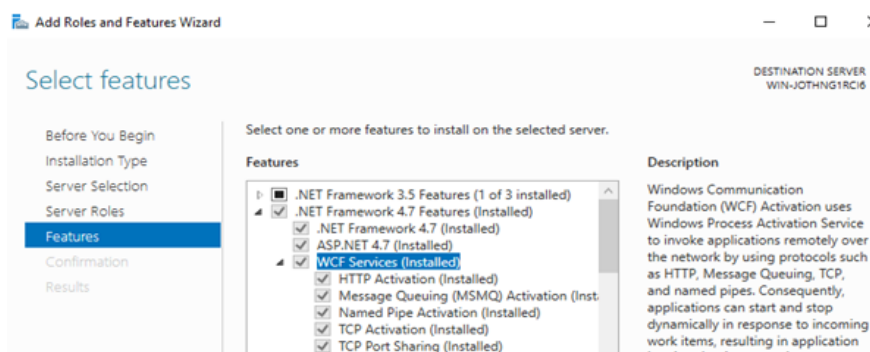 Add Roles and Features Wizard
Select features
DESTINATION SERVER
WIN-JOTHNG1RCI6
Before You Begin
Installation Type
Server Selection
Server Roles
Features
Confirmation
Results
Select one or more features to install on the selected server.
Features
.NET Framework 3.5 Features (1 of 3 installed)
.NET Framework 4.7 Features (Installed)
.NET Framework 4.7 (Installed)
ASP.NET 4.7 (Installed)
WCF Services (Installed)
HTTP Activation (Installed)
Message Queuing (MSMQ) Activation (Inst
Named Pipe Activation (Installed)
TCP Activation (Installed)
TCP Port Sharing (Installed)
Description
Windows Communication
Foundation (WCF) Activation uses
Windows Process Activation Service
to invoke applications remotely over
the network by using protocols such
as HTTP, Message Queuing, TCP,
and named pipes. Consequently,
applications can start and stop
dynamically in response to incoming
work items, resulting in application